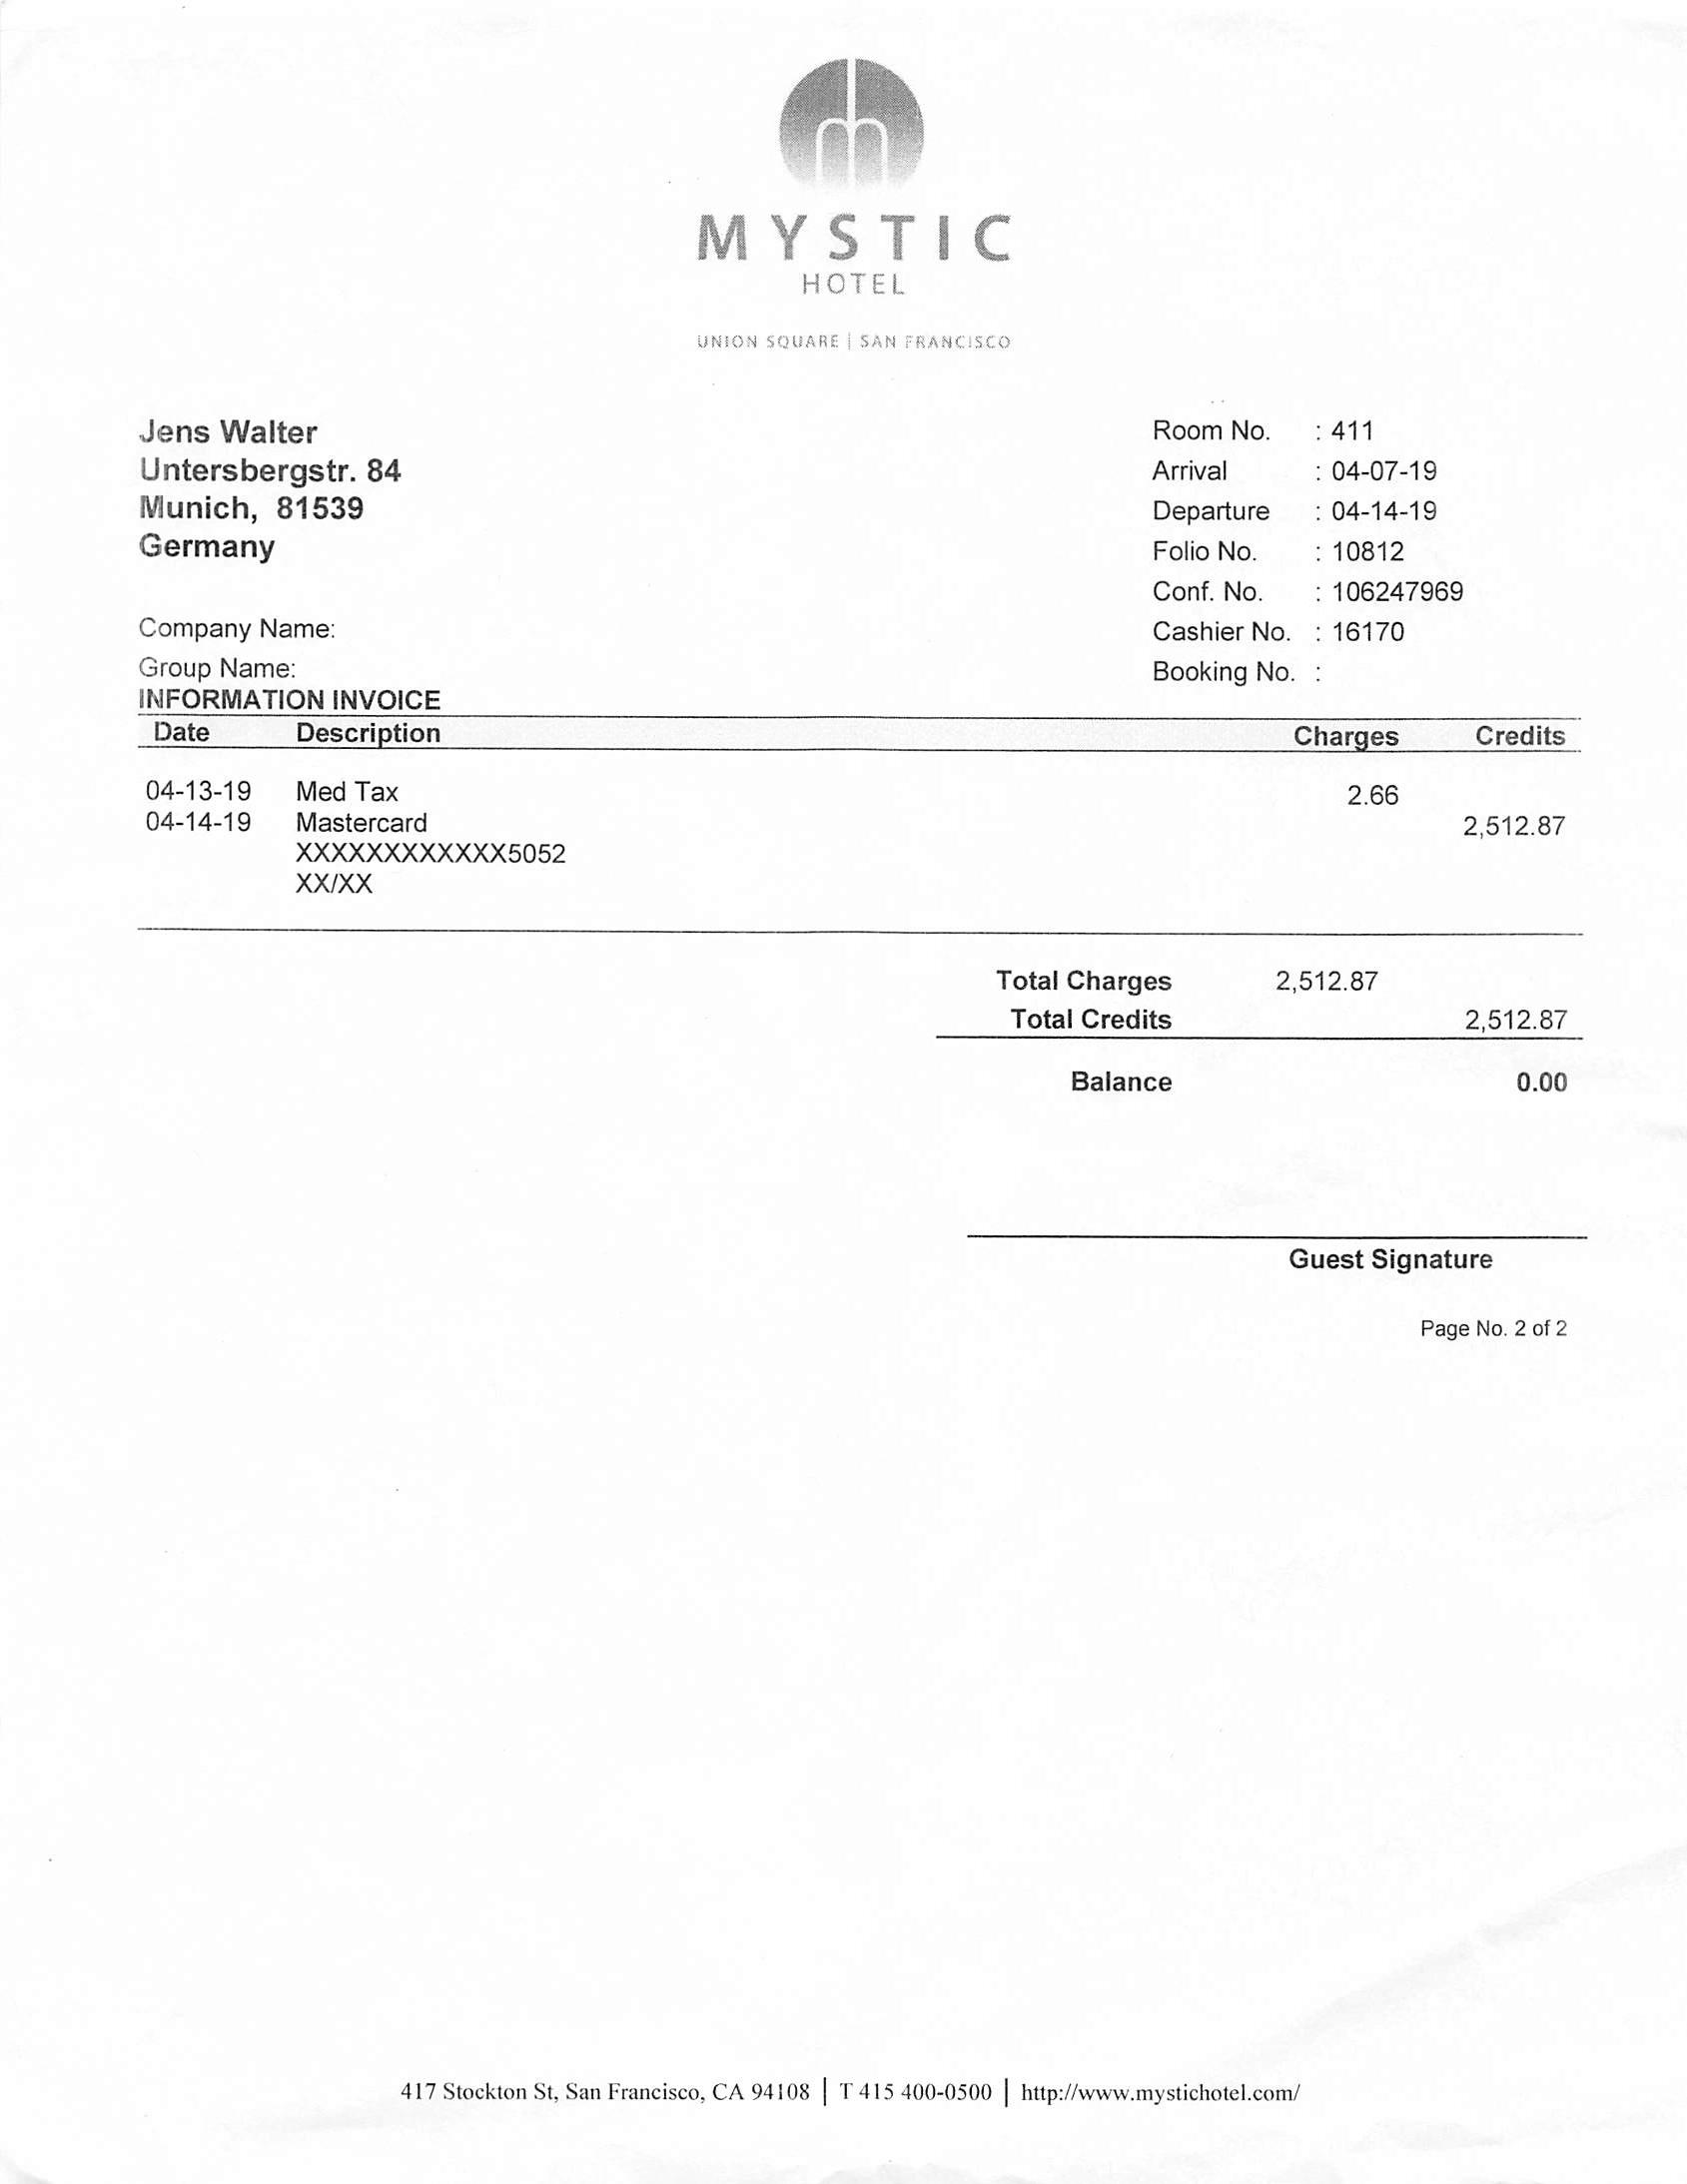 MYSTIC
HOTEL
UNION SQUARE | SAN FRANCISCO
Jens Walter
Untersbergstr. 84
Munich, 81539
Germany
Company Name:
Group Name:
Room No. : 411
Arrival : 04-07-19
Departure : 04-14-19
Folio No. : 10812
Conf. No. : 106247969
Cashier No. : 16170
Booking No. :
INFORMATION INVOICE
Date Description Charges Credits
04-13-19 Med Tax 2.66
04-14-19 Mastercard 2,512.87
XXXXXXXXXXXX5052
XX/XX
Total Charges 2,512.87
Total Credits 2,512.87
Balance 0.00
Guest Signature
Page No. 2 of 2
417 Stockton St, San Francisco, CA 94108 | T 415 400-0500 | http://www.mystichotel.com/